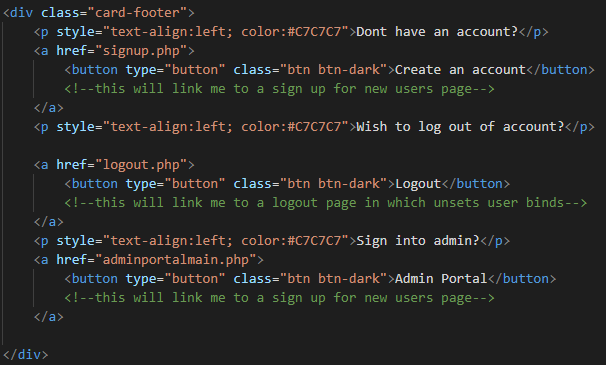 <div class="card-footer">
    <p style="text-align:left; color:#C7C7C7">Dont have an account?</p>
    <a href="signup.php">
        <button type="button" class="btn btn-dark">Create an account</button>
        <!--this will link me to a sign up for new users page-->
    </a>
    <p style="text-align:left; color:#C7C7C7">Wish to log out of account?</p>

    <a href="logout.php">
        <button type="button" class="btn btn-dark">Logout</button>
        <!--this will link me to a logout page in which unsets user binds-->
    </a>
    <p style="text-align:left; color:#C7C7C7">Sign into admin?</p>
    <a href="adminportalmain.php">
        <button type="button" class="btn btn-dark">Admin Portal</button>
        <!--this will link me to a sign up for new users page-->
    </a>

</div>